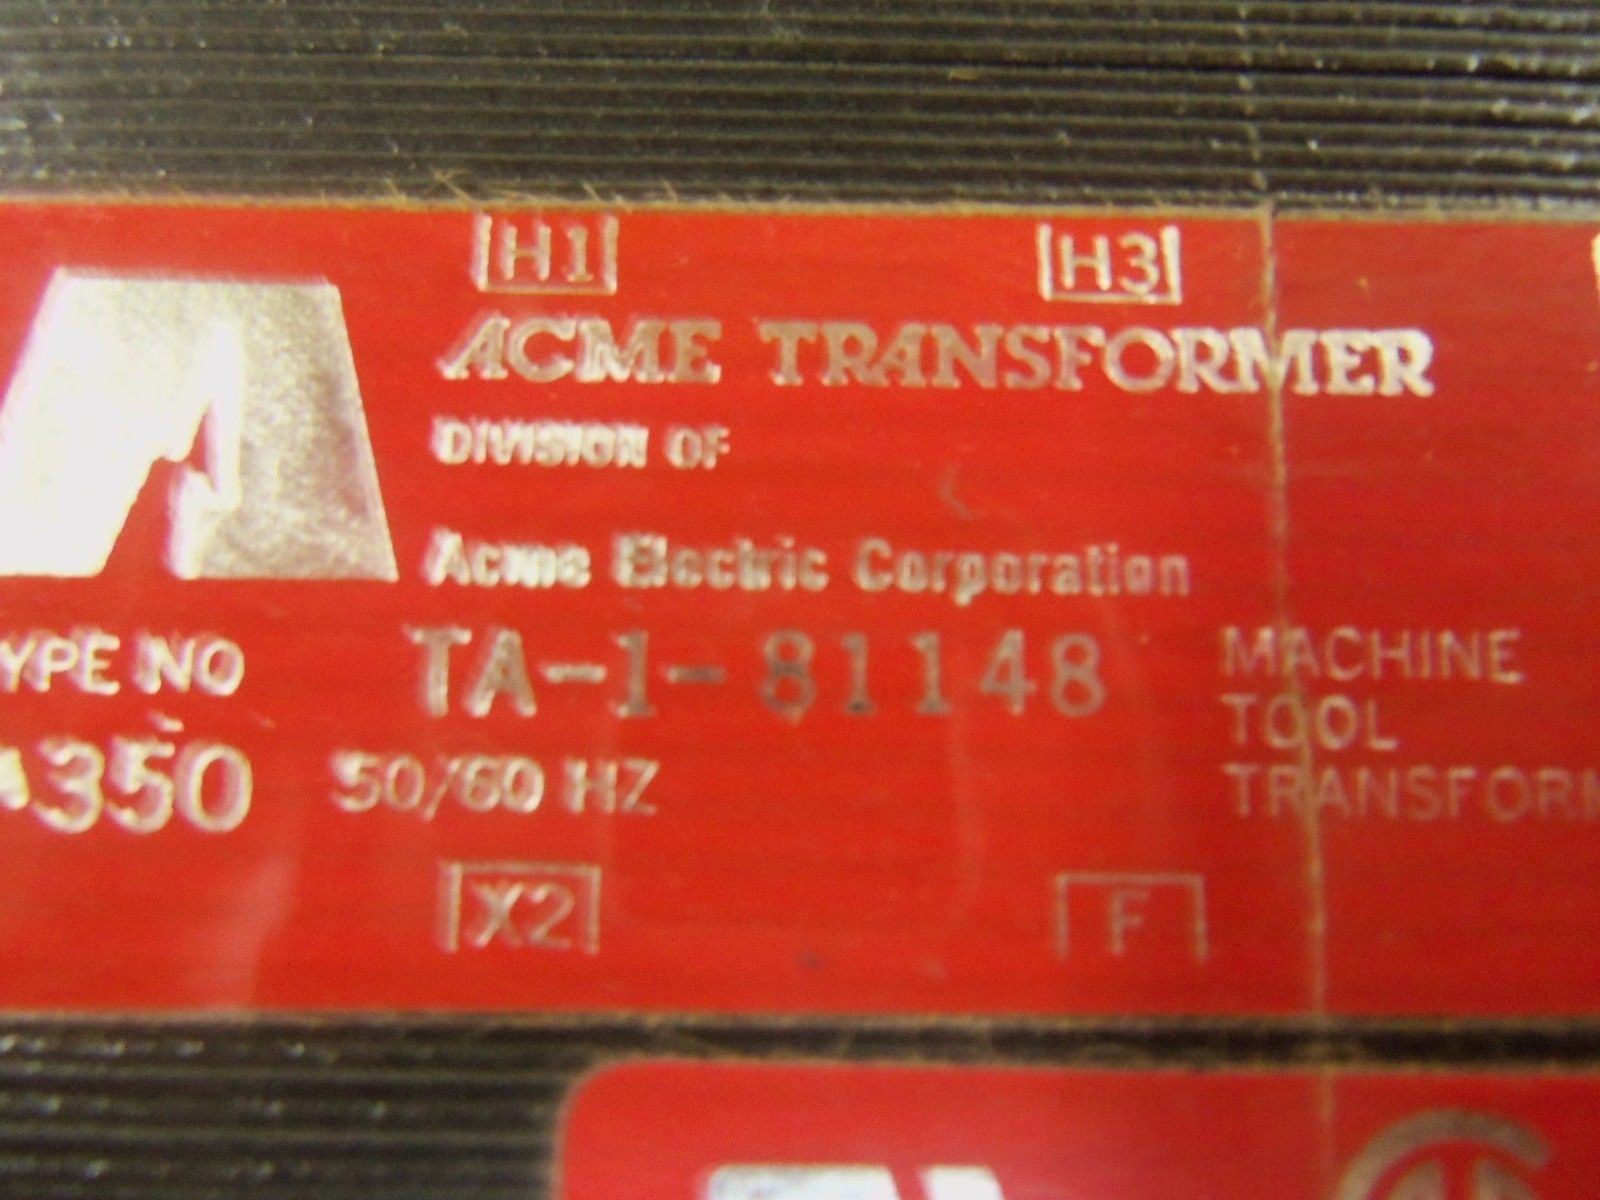 H1 H3
ACME TRANSFORMER
DIVISION OF
Acme Electric Corporation
YPE NO TA-1-81148 MACHINE
TOOL
350 50/60 HZ TRANSFORM
X2 F